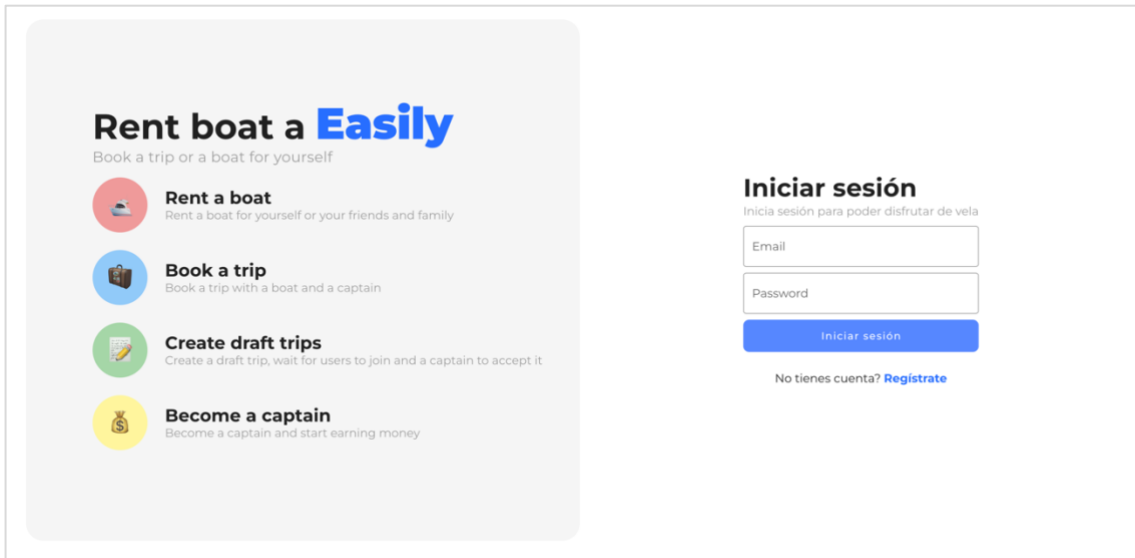 Rent boat a Easily
Book a trip or a boat for yourself
Rent a boat
Rent a boat for yourself or your friends and family
Book a trip
Book a trip with a boat and a captain
Create draft trips
Create a draft trip, wait for users to join and a captain to accept it
Become a captain
Become a captain and start earning money
Iniciar sesión
Inicia sesión para poder disfrutar de vela
Email
Password
Iniciar sesión
No tienes cuenta? Regístrate